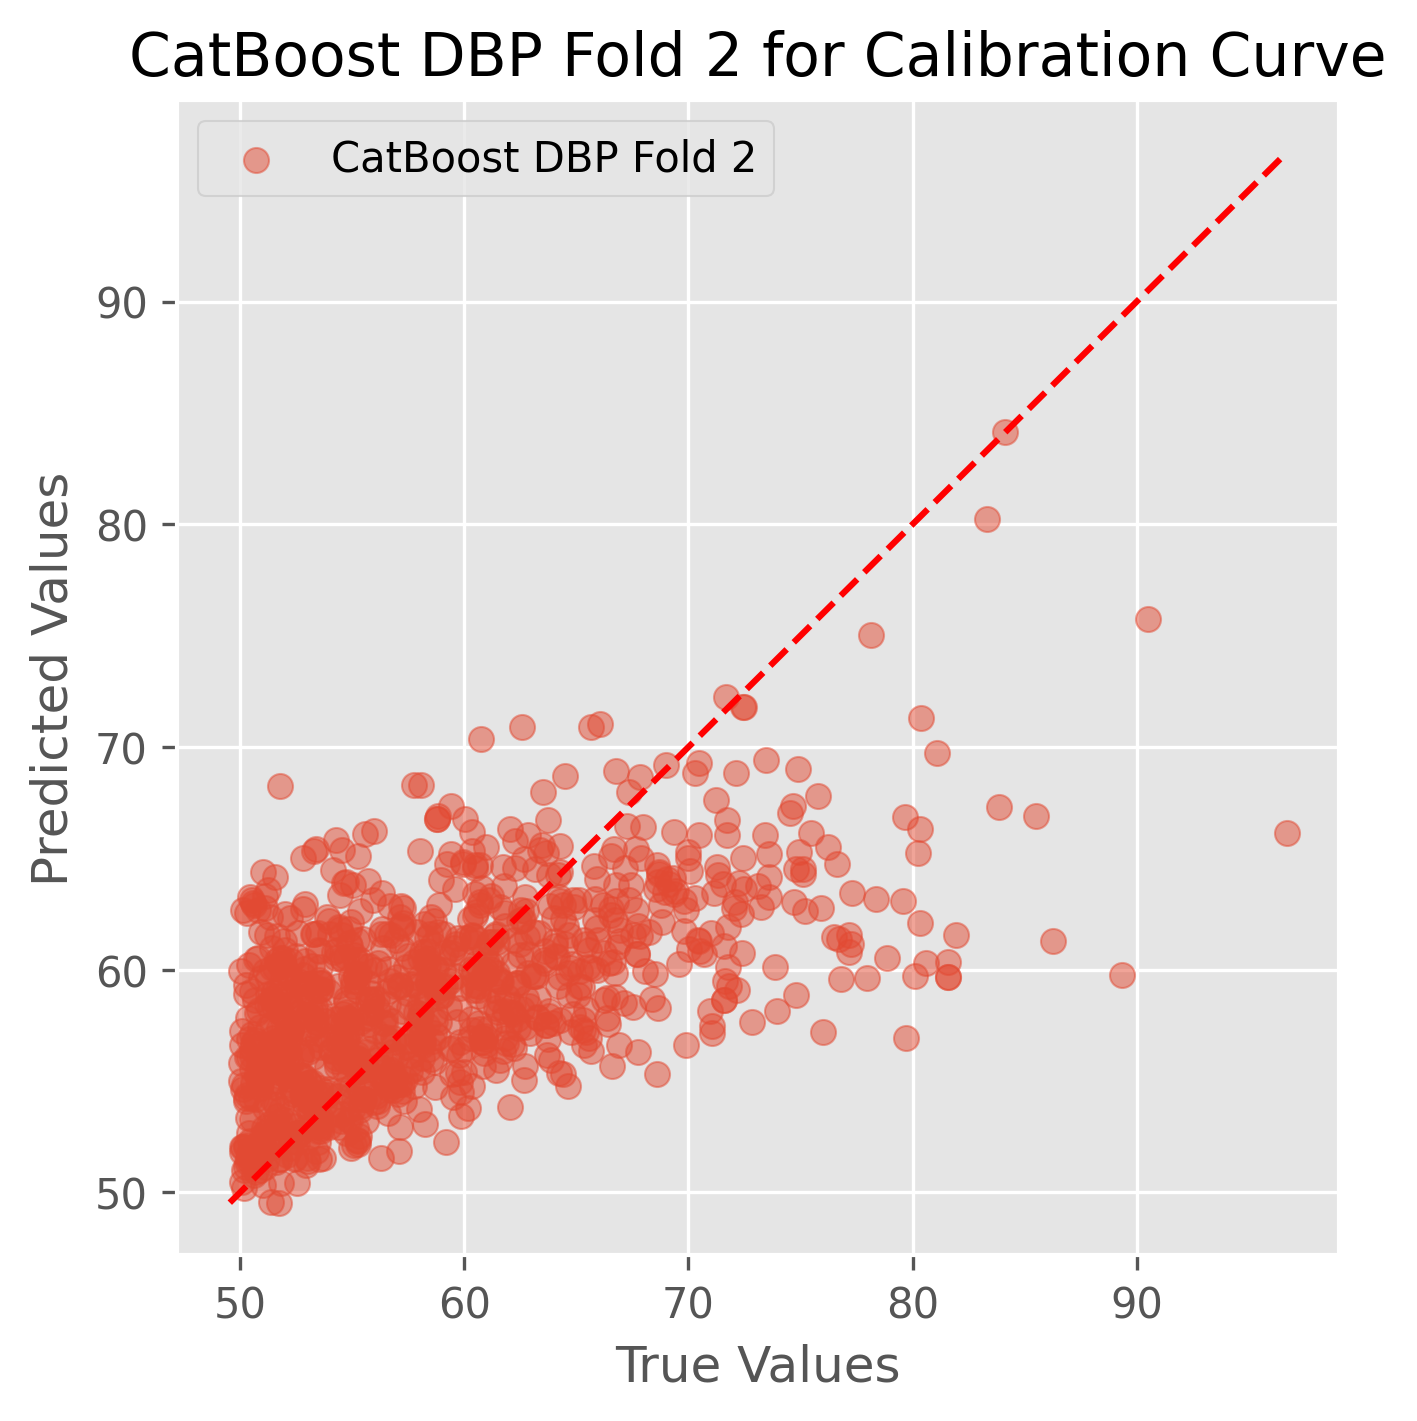 CatBoost DBP Fold 2 for Calibration Curve
CatBoost DBP Fold 2
90
80
70
60
50
Predicted Values
50 60 70 80 90
True Values